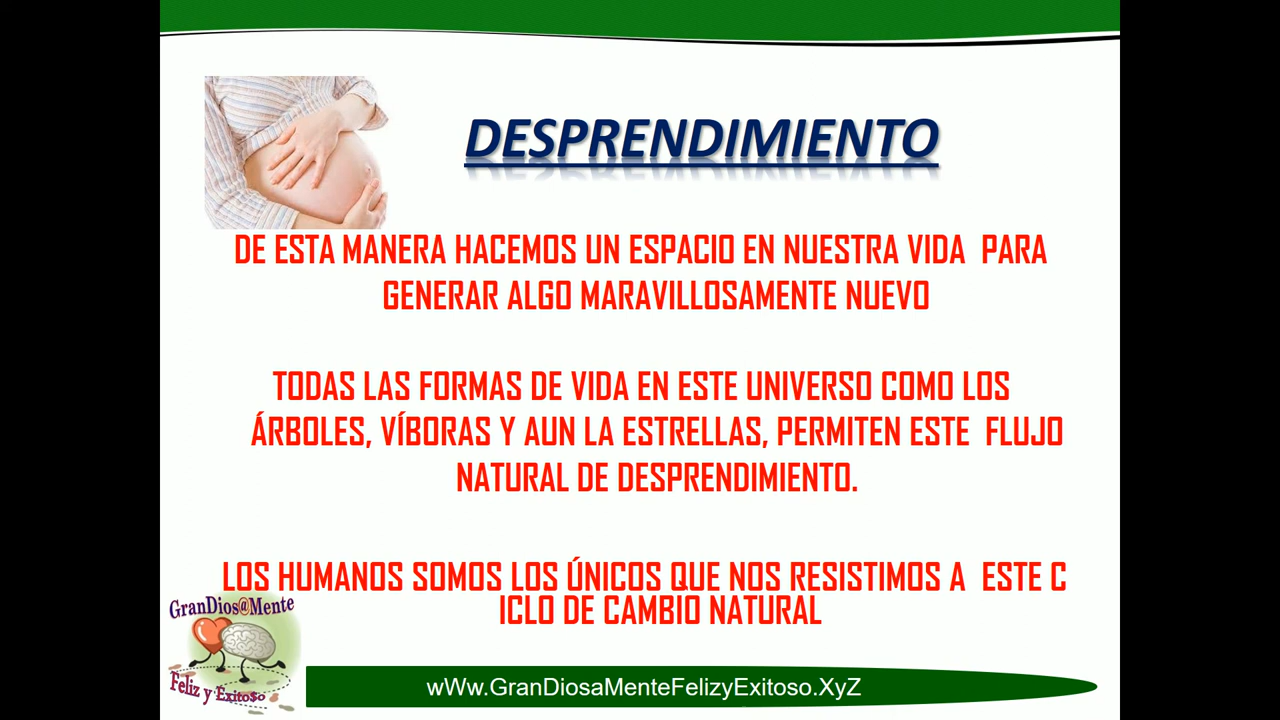 DESPRENDIMIENTO
DE ESTA MANERA HACEMOS UN ESPACIO EN NUESTRA VIDA PARA
GENERAR ALGO MARAVILLOSAMENTE NUEVO
TODAS LAS FORMAS DE VIDA EN ESTE UNIVERSO COMO LOS
ÁRBOLES, VÍBORAS Y AUN LA ESTRELLAS, PERMITEN ESTE FLUJO
NATURAL DE DESPRENDIMIENTO.
LOS HUMANOS SOMOS LOS ÚNICOS QUE NOS RESISTIMOS A ESTE C
ICLO DE CAMBIO NATURAL
GranDios@Mente
Feliz y Exito$o
wWw.GranDiosaMenteFelizyExitoso.XyZ